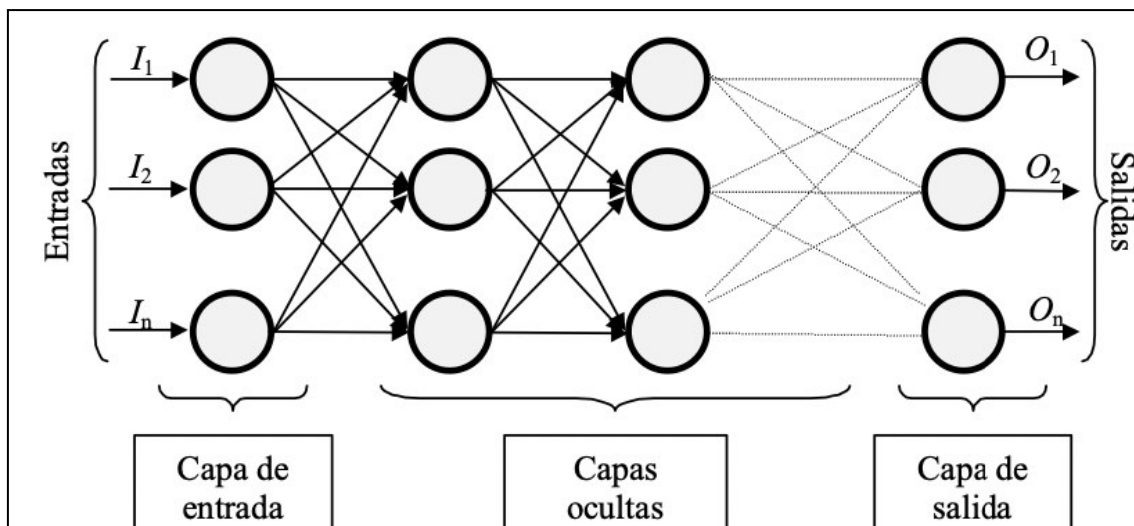 Entradas
I₁
I₂
Iₙ
O₁
O₂
Oₙ
Salidas
Capa de
entrada
Capas
ocultas
Capa de
salida